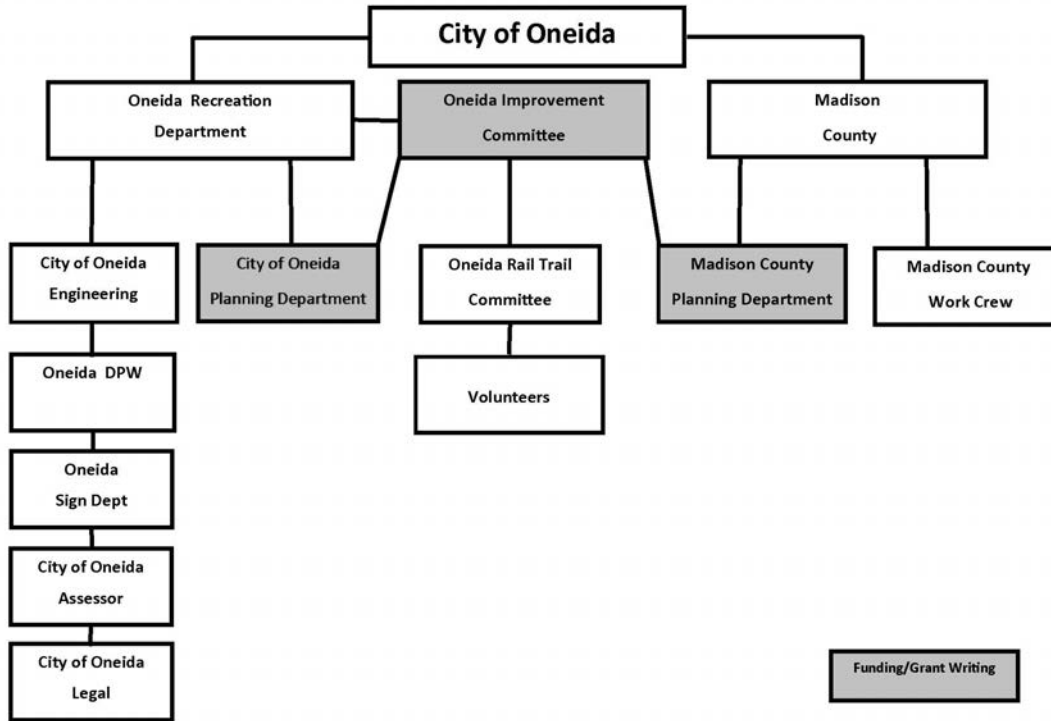 City of Oneida
Oneida Recreation
Department
Oneida Improvement
Committee
Madison
County
City of Oneida
Engineering
City of Oneida
Planning Department
Oneida Rail Trail
Committee
Madison County
Planning Department
Madison County
Work Crew
Oneida DPW
Volunteers
Oneida
Sign Dept
City of Oneida
Assessor
City of Oneida
Legal
Funding/Grant Writing